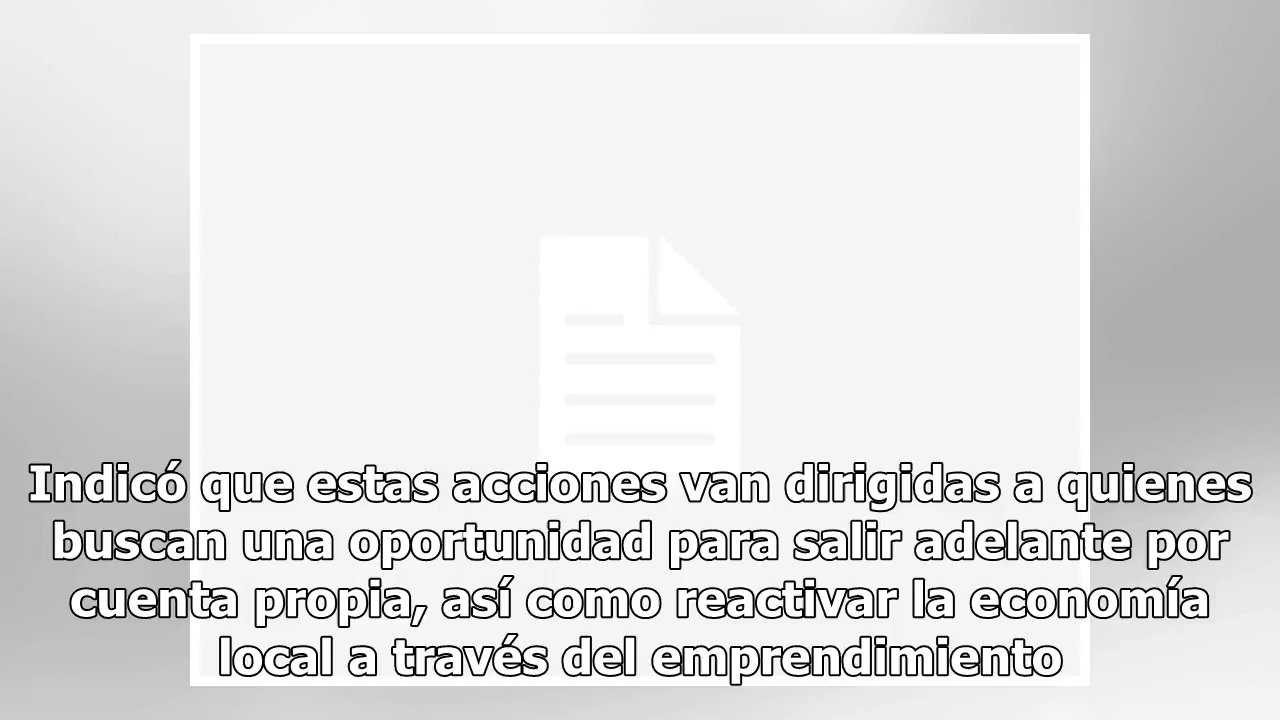 Indicó que estas acciones van dirigidas a quienes
buscan una oportunidad para salir adelante por
cuenta propia, así como reactivar la economía
local a través del emprendimiento